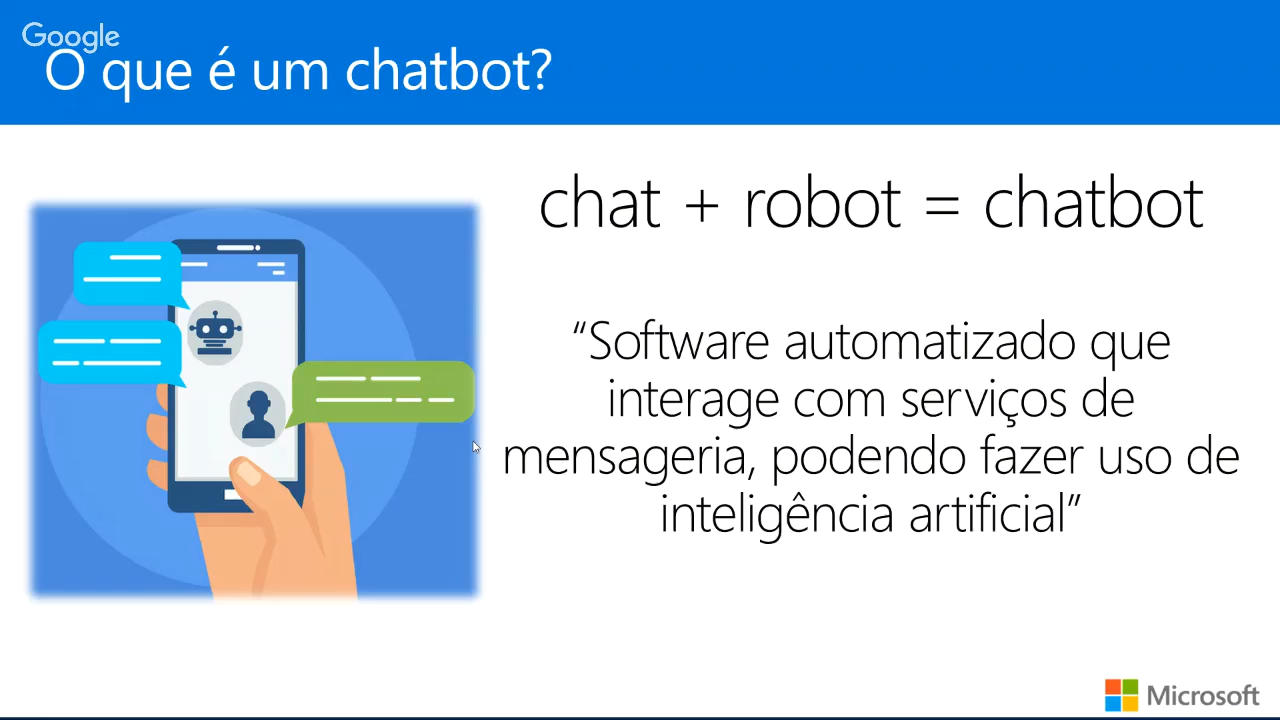 Google
O que é um chatbot?
chat + robot = chatbot
“Software automatizado que
interage com serviços de
mensageria, podendo fazer uso de
inteligência artificial”
Microsoft